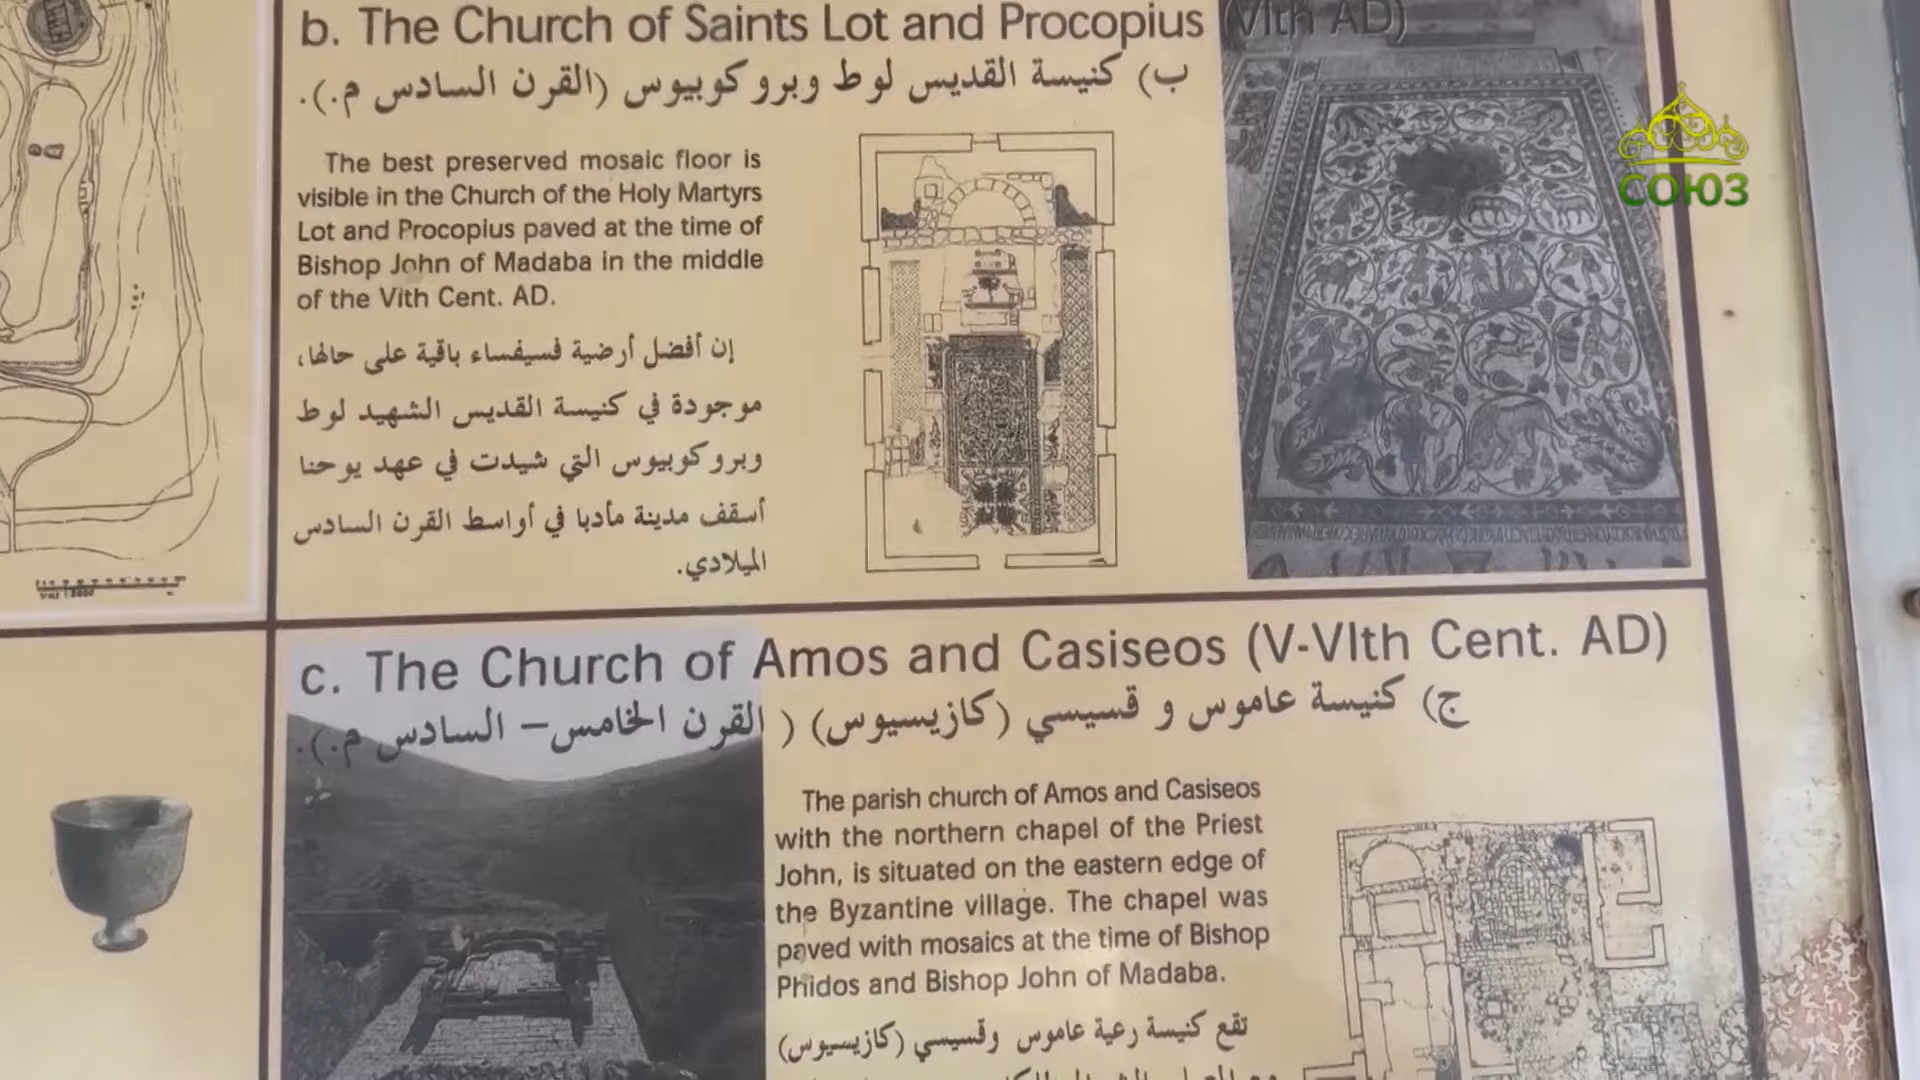 b. The Church of Saints Lot and Procopius (VIth AD)
ب) كنيسة القديس لوط وبروكوبيوس (القرن السادس م.).
The best preserved mosaic floor is
visible in the Church of the Holy Martyrs
Lot and Procopius paved at the time of
Bishop John of Madaba in the middle
of the Vith Cent. AD.
إن أفضل أرضية فسيفساء باقية على حالها،
موجودة في كنيسة القديس الشهيد لوط
وبروكوبيوس التي شيدت في عهد يوحنا
أسقف مدينة مأدبا في أواسط القرن السادس
الميلادي.
СОЮЗ
c. The Church of Amos and Casiseos (V-VIth Cent. AD)
ج) كنيسة عاموس و قسيسي (كازيسيوس) ( القرن الخامس – السادس م.).
The parish church of Amos and Casiseos
with the northern chapel of the Priest
John, is situated on the eastern edge of
the Byzantine village. The chapel was
paved with mosaics at the time of Bishop
Phidos and Bishop John of Madaba.
تقع كنيسة رعية عاموس وقسيسي (كازيسيوس)